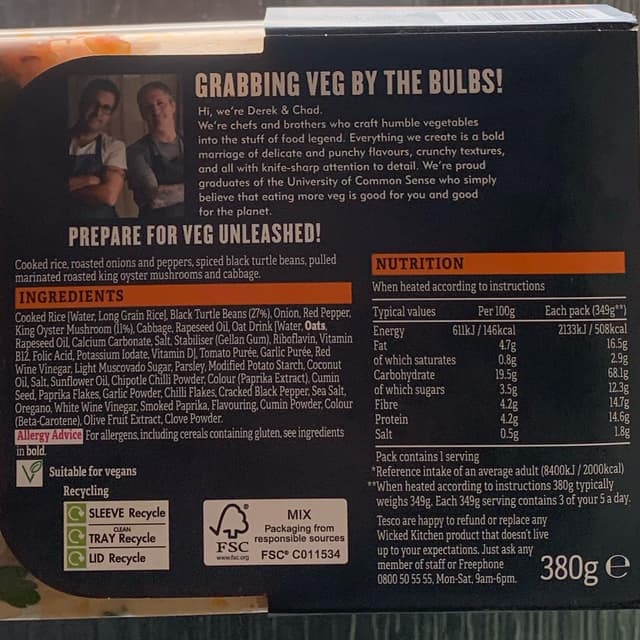 GRABBING VEG BY THE BULBS!
Hi, we're Derek & Chad.
We're chefs and brothers who craft humble vegetables
into the stuff of food legend. Everything we create is a bold
marriage of delicate and punchy flavours, crunchy textures,
and all with knife-sharp attention to detail. We're proud
graduates of the University of Common Sense who simply
believe that eating more veg is good for you and good
for the planet.
PREPARE FOR VEG UNLEASHED!
Cooked rice, roasted onions and peppers, spiced black turtle beans, pulled
marinated roasted king oyster mushrooms and cabbage.
INGREDIENTS
Cooked Rice [Water, Long Grain Rice], Black Turtle Beans (27%), Onion, Red Pepper,
King Oyster Mushroom (11%), Cabbage, Rapeseed Oil, Oat Drink [Water, Oats,
Rapeseed Oil, Calcium Carbonate, Salt, Stabiliser (Gellan Gum), Riboflavin, Vitamin
B12, Folic Acid, Potassium Iodate, Vitamin D], Tomato Purée, Garlic Purée, Red
Wine Vinegar, Light Muscovado Sugar, Parsley, Modified Potato Starch, Coconut
Oil, Salt, Sunflower Oil, Chipotle Chilli Powder, Colour (Paprika Extract), Cumin
Seed, Paprika Flakes, Garlic Powder, Chilli Flakes, Cracked Black Pepper, Sea Salt,
Oregano, White Wine Vinegar, Smoked Paprika, Flavouring, Cumin Powder, Colour
(Beta-Carotene), Olive Fruit Extract, Clove Powder.
Allergy Advice For allergens, including cereals containing gluten, see ingredients
in bold.
V Suitable for vegans
Recycling
SLEEVE Recycle
CLEAN
TRAY Recycle
LID Recycle
FSC
www.fsc.org
MIX
Packaging from
responsible sources
FSC® C011534
NUTRITION
When heated according to instructions
Typical values Per 100g Each pack (349g**)
Energy 611kJ / 146kcal 2133kJ / 508kcal
Fat 4.7g 16.5g
of which saturates 0.8g 2.9g
Carbohydrate 19.5g 68.1g
of which sugars 3.5g 12.3g
Fibre 4.2g 14.7g
Protein 4.2g 14.6g
Salt 0.5g 1.8g
Pack contains 1 serving
*Reference intake of an average adult (8400kJ / 2000kcal)
**When heated according to instructions 380g typically
weighs 349g. Each 349g serving contains 3 of your 5 a day.
Tesco are happy to refund or replace any
Wicked Kitchen product that doesn't live
up to your expectations. Just ask any
member of staff or Freephone
0800 50 55 55, Mon-Sat, 9am-6pm.
380g e